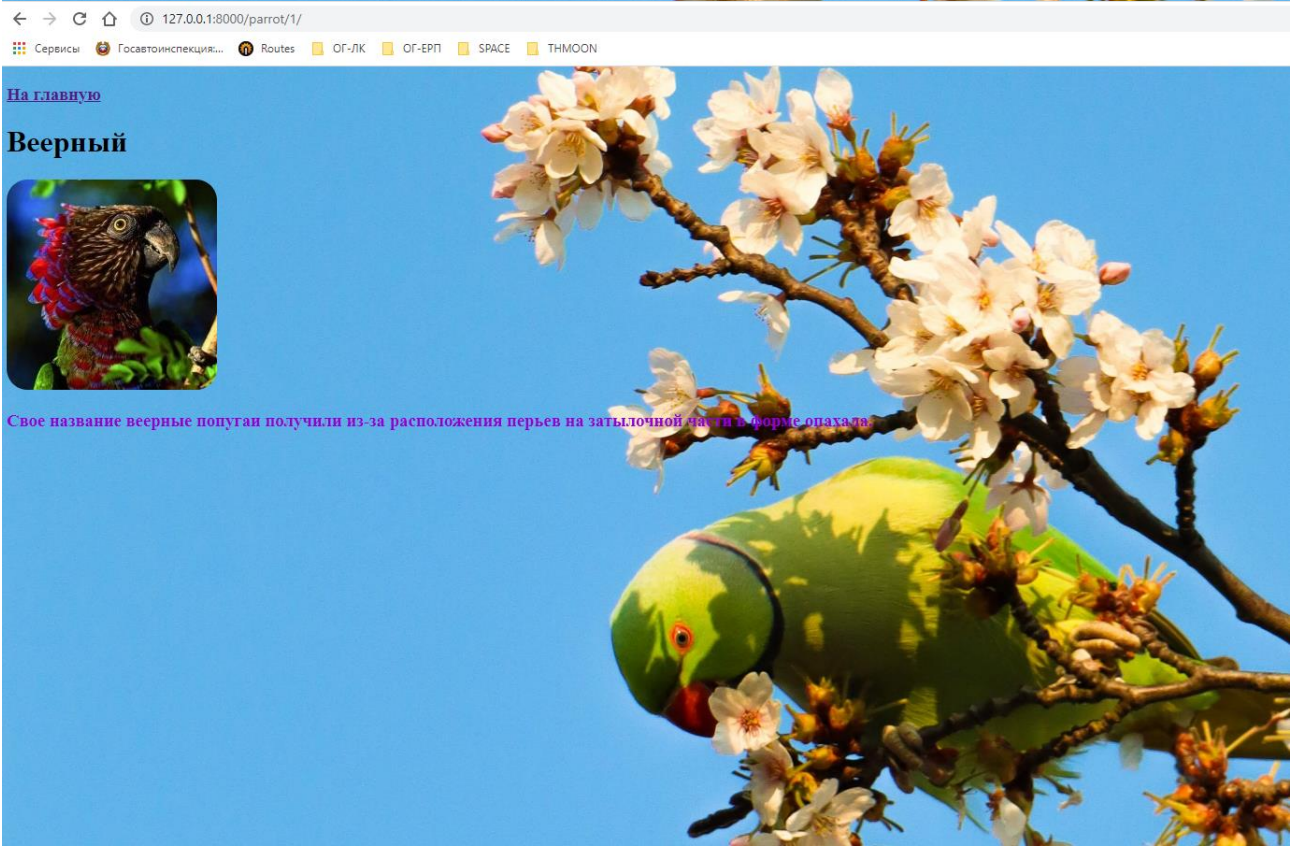 127.0.0.1:8000/parrot/1/
Сервисы Госавтоинспекция:... Routes ОГ-ЛК ОГ-ЕРП SPACE THMOON
На главную
Веерный
Свое название веерные попугаи получили из-за расположения перьев на затылочной части в форме опахала.